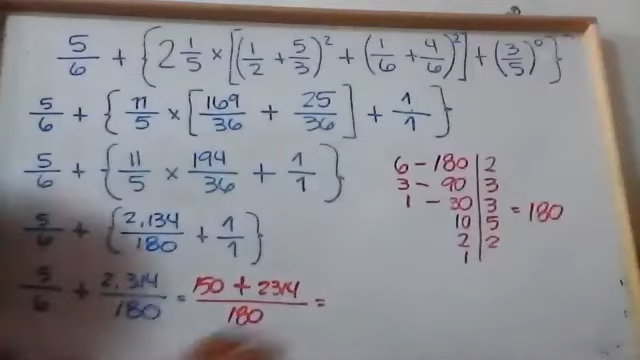 5/6 + {2 1/5 × [(1/2 + 5/3)² + (1/6 + 4/6)²] + (3/5)⁰}
5/6 + {11/5 × [169/36 + 25/36] + 1/1}
5/6 + {11/5 × 194/36 + 1/1}
5/6 + {2,134/180 + 1/1}
5/6 + 2,314/180 = 150 + 2314/180 =
6 - 180 | 2
3 - 90 | 3
1 - 30 | 3 = 180
10 | 5
2 | 2
1